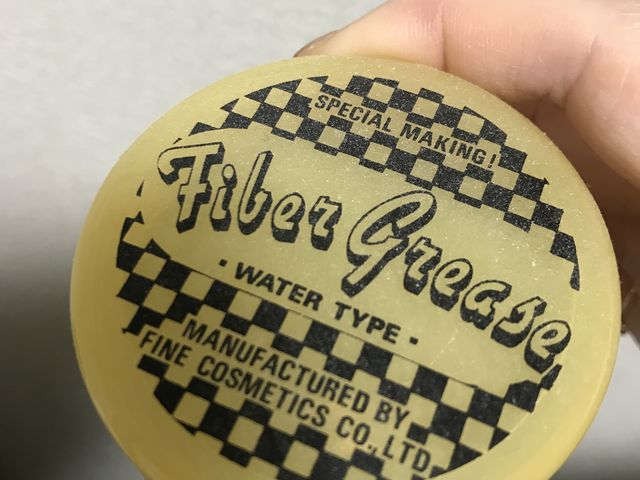 SPECIAL MAKING!
Fiber Grease
· WATER TYPE ·
MANUFACTURED BY
FINE COSMETICS CO., LTD